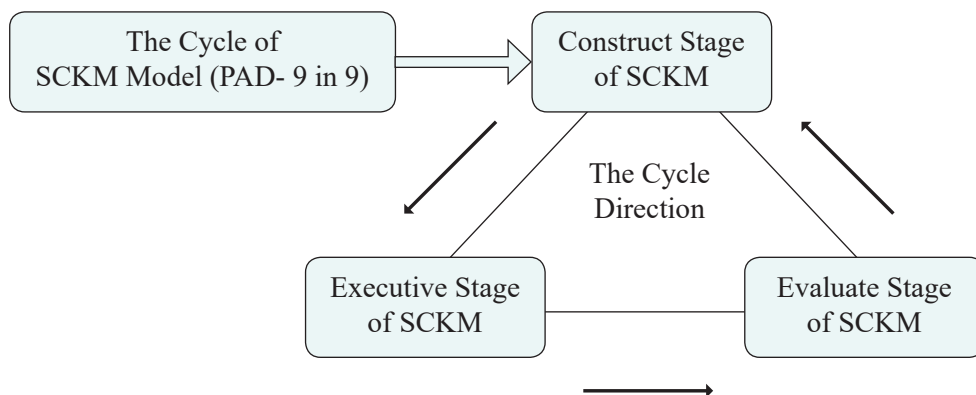 The Cycle of
SCKM Model (PAD- 9 in 9)
Construct Stage
of SCKM
The Cycle
Direction
Executive Stage
of SCKM
Evaluate Stage
of SCKM